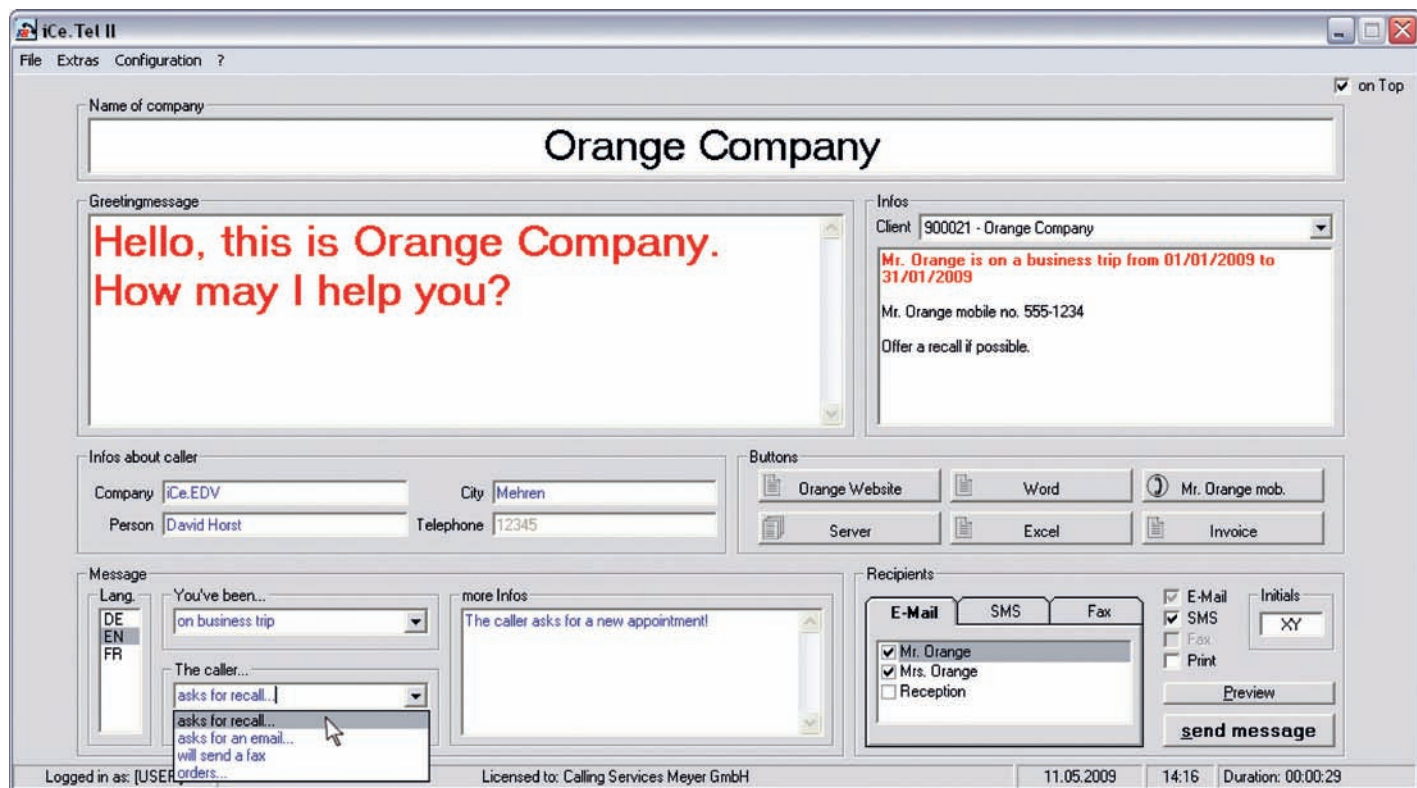 iCe.Tel II
File Extras Configuration ?
on Top
Name of company
Orange Company
Greetingmessage
Hello, this is Orange Company.
How may I help you?
Infos
Client 900021 - Orange Company
Mr. Orange is on a business trip from 01/01/2009 to
31/01/2009
Mr. Orange mobile no. 555-1234
Offer a recall if possible.
Infos about caller
Company iCe.EDV City Mehren
Person David Horst Telephone 12345
Buttons
Orange Website Word Mr. Orange mob.
Server Excel Invoice
Message
Lang.
DE
EN
FR
You've been...
on business trip
The caller...
asks for recall...
asks for recall...
asks for an email...
will send a fax
orders...
more Infos
The caller asks for a new appointment!
Recipients
E-Mail SMS Fax
Mr. Orange
Mrs. Orange
Reception
E-Mail
SMS
Fax
Print
Initials
XY
Preview
send message
Logged in as: [USER Licensed to: Calling Services Meyer GmbH 11.05.2009 14:16 Duration: 00:00:29